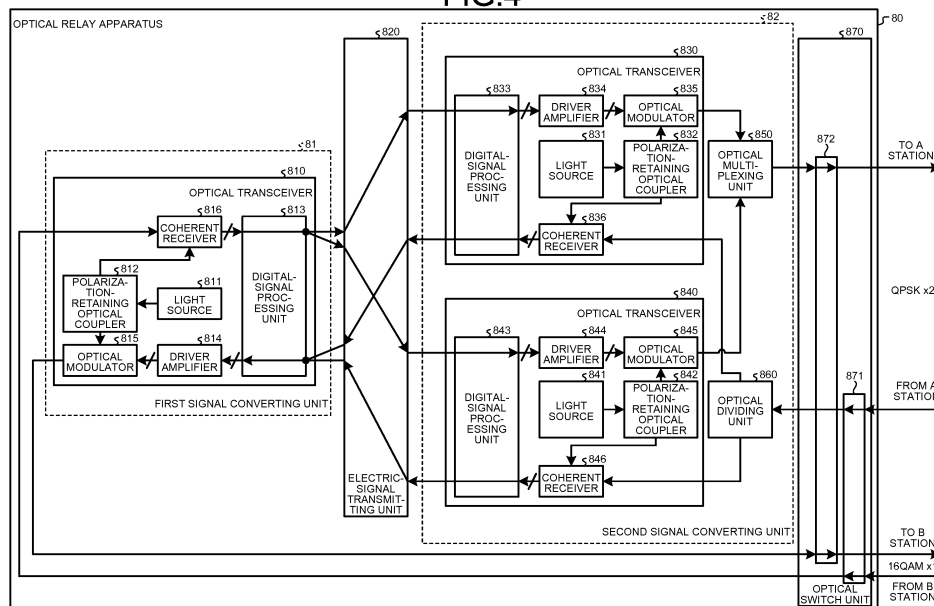 FIG.4
OPTICAL RELAY APPARATUS
80
82
820
870
830
OPTICAL TRANSCEIVER
833
834
835
DRIVER
AMPLIFIER
OPTICAL
MODULATOR
831
832
850
872
DIGITAL-
SIGNAL
PROC-
ESSING
UNIT
LIGHT
SOURCE
POLARIZA-
TION-
RETAINING
OPTICAL
COUPLER
OPTICAL
MULTI-
PLEXING
UNIT
TO A
STATION
81
810
OPTICAL TRANSCEIVER
816
813
COHERENT
RECEIVER
836
COHERENT
RECEIVER
812
811
POLARIZA-
TION-
RETAINING
OPTICAL
COUPLER
LIGHT
SOURCE
DIGITAL-
SIGNAL
PROC-
ESSING
UNIT
815
814
OPTICAL
MODULATOR
DRIVER
AMPLIFIER
FIRST SIGNAL CONVERTING UNIT
840
OPTICAL TRANSCEIVER
QPSK x2
843
844
845
DRIVER
AMPLIFIER
OPTICAL
MODULATOR
841
842
860
871
DIGITAL-
SIGNAL
PROC-
ESSING
UNIT
LIGHT
SOURCE
POLARIZA-
TION-
RETAINING
OPTICAL
COUPLER
OPTICAL
DIVIDING
UNIT
FROM A
STATION
846
COHERENT
RECEIVER
ELECTRIC-
SIGNAL
TRANSMIT-
TING UNIT
SECOND SIGNAL CONVERTING UNIT
TO B
STATION
16QAM x
OPTICAL
SWITCH UNIT
FROM B
STATION